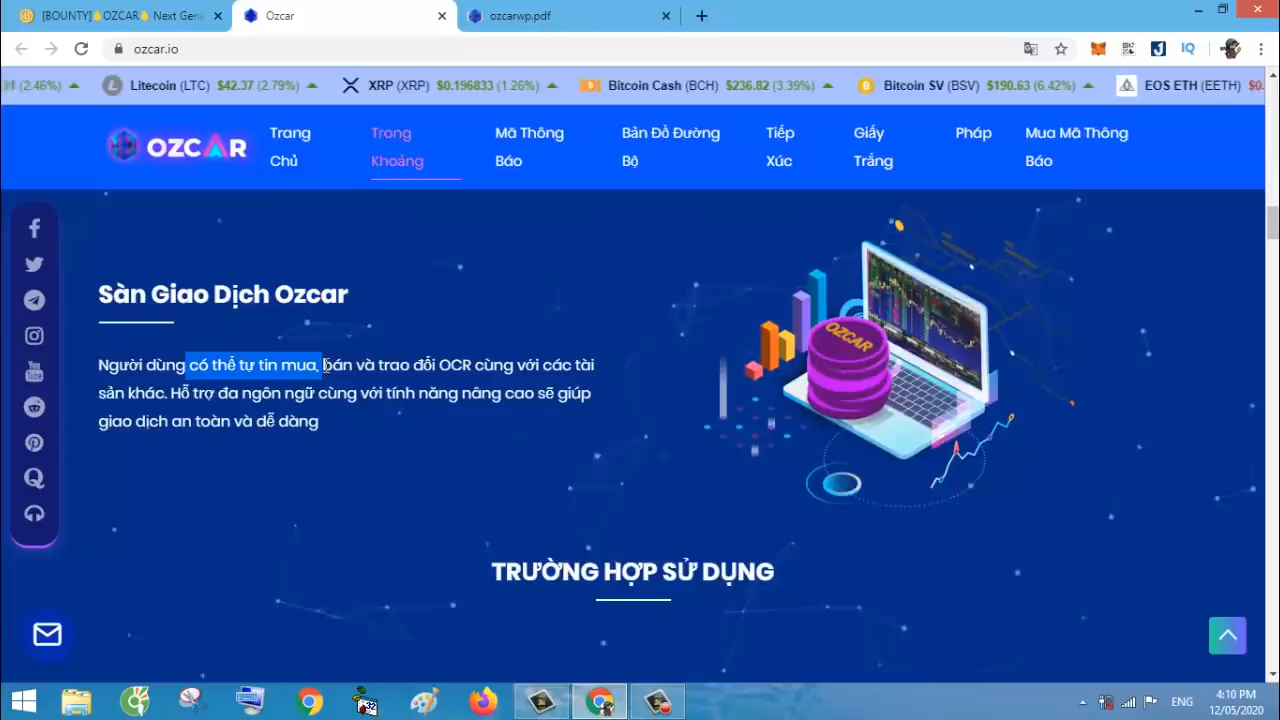 [BOUNTY]🔥OZCAR🔥 Next Gene
Ozcar
ozcarwp.pdf
ozcar.io
(2.46%)
Litecoin (LTC) $42.37 (2.79%)
XRP (XRP) $0.196833 (1.26%)
Bitcoin Cash (BCH) $236.82 (3.39%)
Bitcoin SV (BSV) $190.63 (6.42%)
EOS ETH (EETH) $0.
IQ
OZCAR
Trang
Chủ
Trong
Khoảng
Mã Thông
Báo
Bản Đồ Đường
Bộ
Tiếp
Xúc
Giấy
Trắng
Pháp
Mua Mã Thông
Báo
Sàn Giao Dịch Ozcar
Người dùng có thể tự tin mua, bán và trao đổi OCR cùng với các tài
sản khác. Hỗ trợ đa ngôn ngữ cùng với tính năng nâng cao sẽ giúp
giao dịch an toàn và dễ dàng
OZCAR
TRƯỜNG HỢP SỬ DỤNG
ENG
4:10 PM
12/05/2020